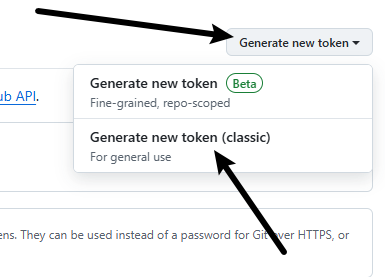 Generate new token
Generate new token Beta
ub API.
Fine-grained, repo-scoped
Generate new token (classic)
For general use
ens. They can be used instead of a password for Git over HTTPS, or